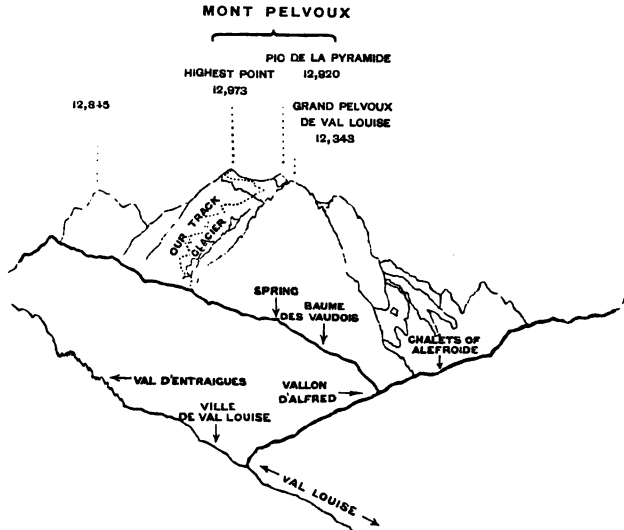 MONT PELVOUX
PIC DE LA PYRAMIDE
12,920
HIGHEST POINT
12,973
12,845
GRAND PELVOUX
DE VAL LOUISE
12,343
OUR TRACK
GLACIER
SPRING
BAUME
DES VAUDOIS
CHALETS OF
ALEFROIDE
VAL D'ENTRAIGUES
VALLON
D'ALFRED
VILLE
DE VAL LOUISE
VAL LOUISE